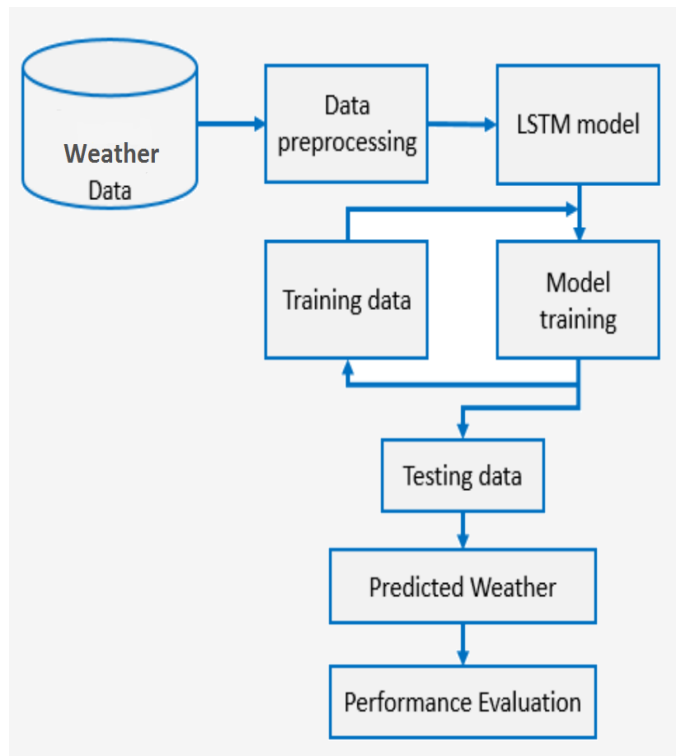 Weather
Data
Data
preprocessing
LSTM model
Training data
Model
training
Testing data
Predicted Weather
Performance Evaluation